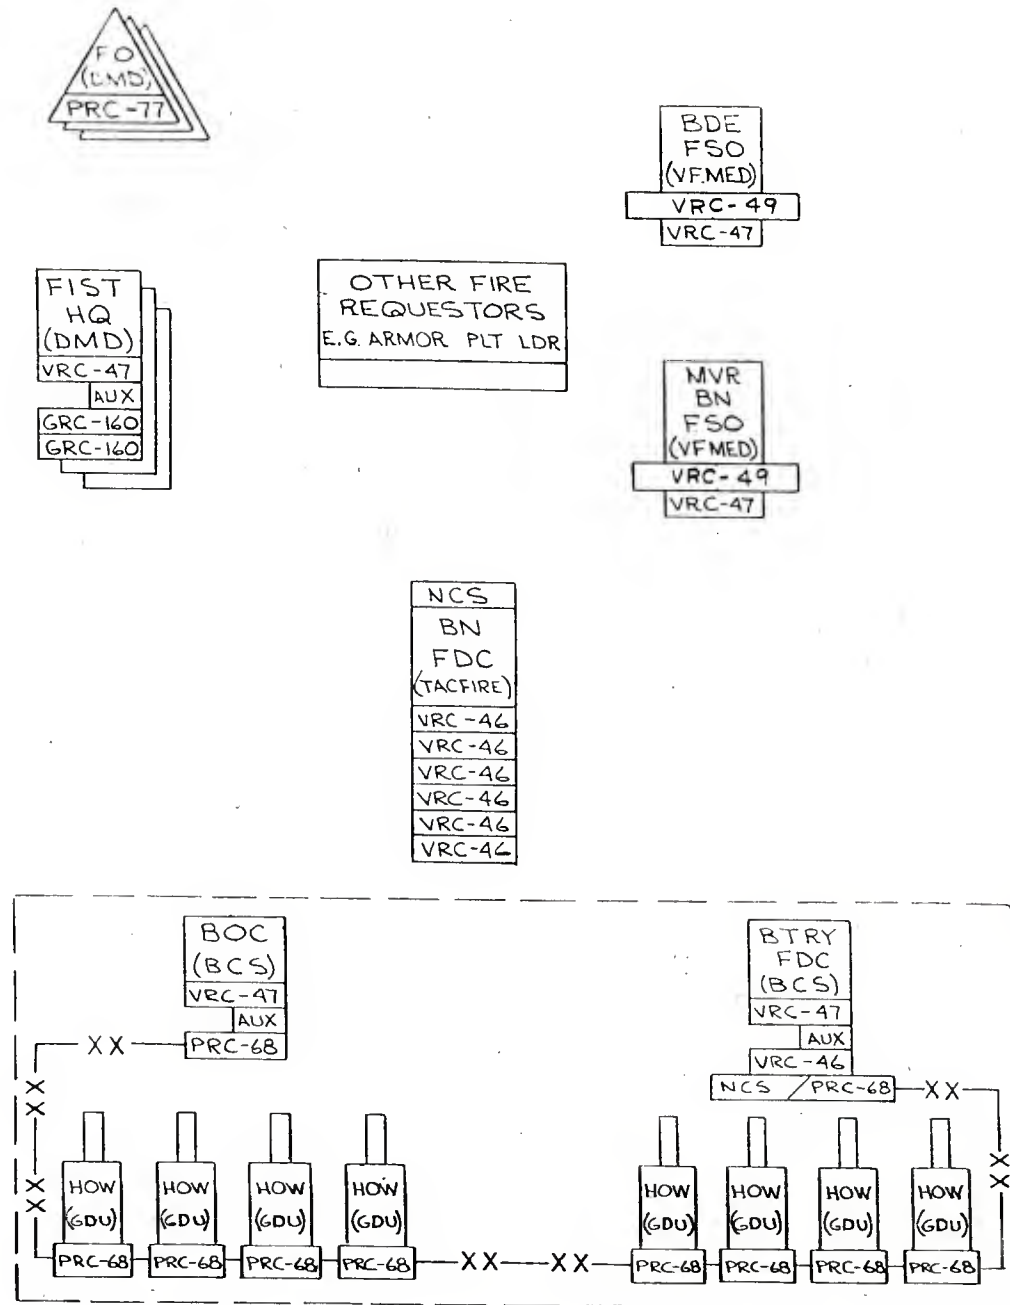 FO
(DMD)
PRC-77
BDE
FSO
(VFMED)
VRC-49
VRC-47
FIST
HQ
(DMD)
VRC-47
AUX
GRC-160
GRC-160
OTHER FIRE
REQUESTORS
E.G. ARMOR PLT LDR
MVR
BN
FSO
(VFMED)
VRC-49
VRC-47
NCS
BN
FDC
(TACFIRE)
VRC-46
VRC-46
VRC-46
VRC-46
VRC-46
VRC-46
BOC
(BCS)
VRC-47
AUX
PRC-68
XX
XX
XX
BTRY
FDC
(BCS)
VRC-47
AUX
VRC-46
NCS / PRC-68
XX
XX
HOW
(GDU)
PRC-68
HOW
(GDU)
PRC-68
HOW
(GDU)
PRC-68
HOW
(GDU)
PRC-68
XX
XX
HOW
(GDU)
PRC-68
HOW
(GDU)
PRC-68
HOW
(GDU)
PRC-68
HOW
(GDU)
PRC-68